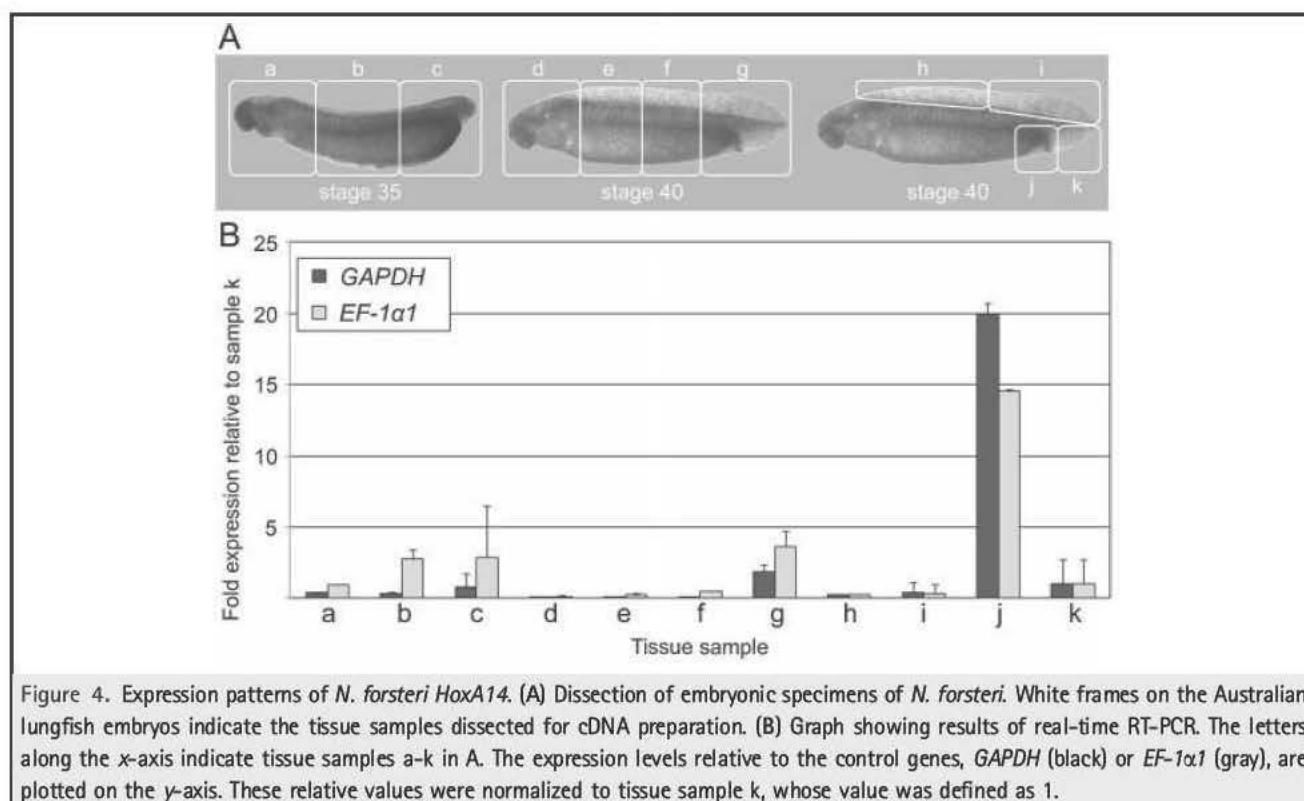 A
a b c d e f g h i
stage 35 stage 40 stage 40
j k
B
25
20
15
10
5
GAPDH
EF-1α1
Fold expression relative to sample k
a b c d e f g h i j k
Tissue sample
Figure 4. Expression patterns of N. forsteri HoxA14. (A) Dissection of embryonic specimens of N. forsteri. White frames on the Australian
lungfish embryos indicate the tissue samples dissected for cDNA preparation. (B) Graph showing results of real-time RT-PCR. The letters
along the x-axis indicate tissue samples a-k in A. The expression levels relative to the control genes, GAPDH (black) or EF-1α1 (gray), are
plotted on the y-axis. These relative values were normalized to tissue sample k, whose value was defined as 1.